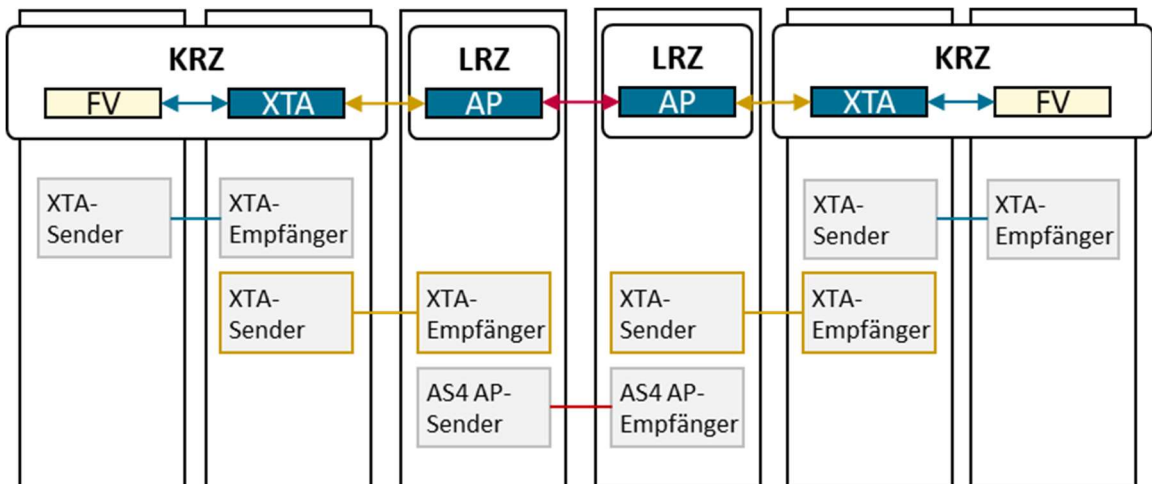 KRZ
LRZ
LRZ
KRZ
FV
XTA
AP
AP
XTA
FV
XTA-
Sender
XTA-
Empfänger
XTA-
Sender
XTA-
Empfänger
XTA-
Sender
XTA-
Empfänger
XTA-
Sender
XTA-
Empfänger
AS4 AP-
Sender
AS4 AP-
Empfänger